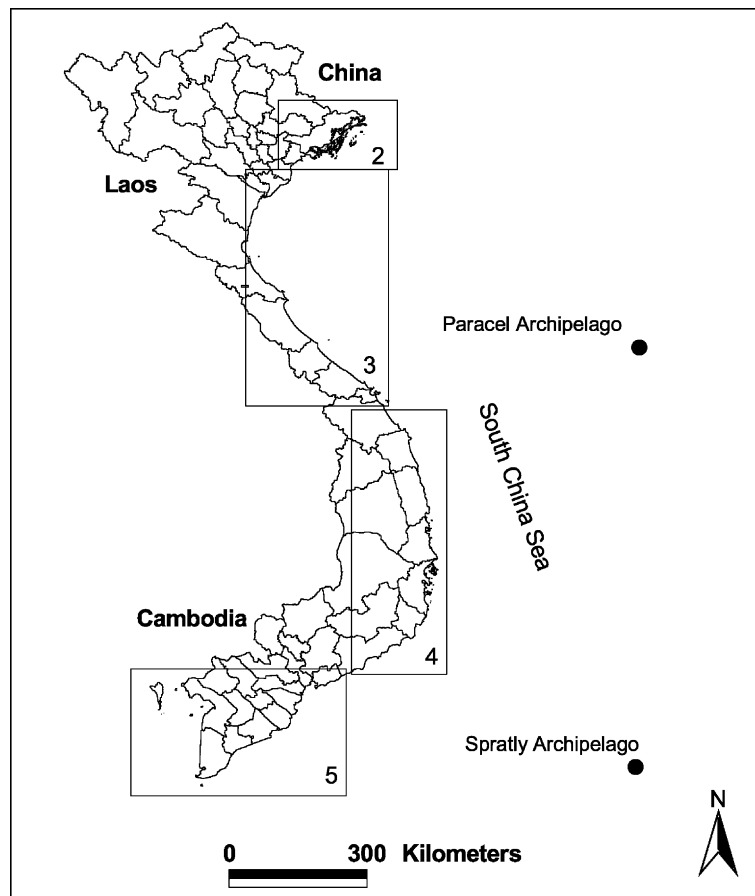 China
2
Laos
Paracel Archipelago
3
South China Sea
Cambodia
4
Spratly Archipelago
5
N
0 300 Kilometers